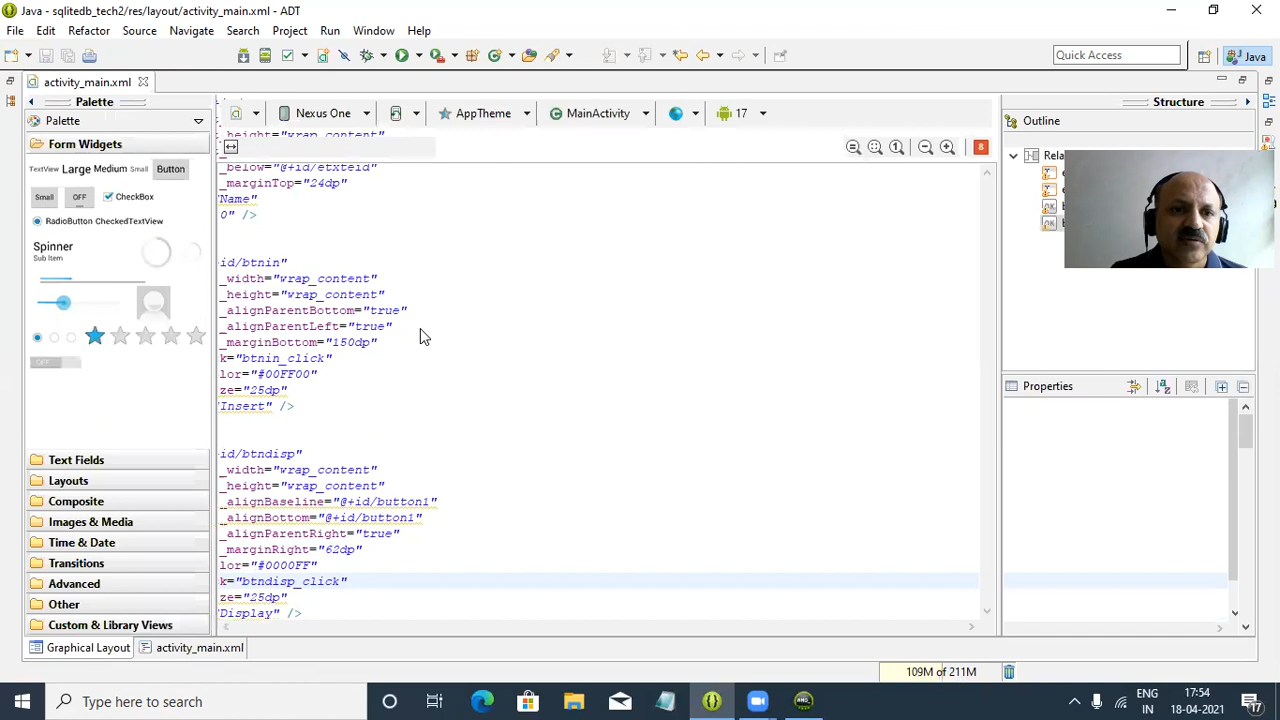 Java - sqlitedb_tech2/res/layout/activity_main.xml - ADT
File Edit Refactor Source Navigate Search Project Run Window Help
Quick Access
Java
activity_main.xml
Palette
Structure
Palette
Nexus One
AppTheme
MainActivity
17
Outline
Form Widgets
8
TextView Large Medium Small Button
Small OFF CheckBox
RadioButton CheckedTextView
Spinner
Sub Item
OFF
Text Fields
Layouts
Composite
Images & Media
Time & Date
Transitions
Advanced
Other
Custom & Library Views
_height="wrap_content"
_below="@+id/etxteid"
_marginTop="24dp"
"Name"
0" />
id/btnin"
_width="wrap_content"
_height="wrap_content"
_alignParentBottom="true"
_alignParentLeft="true"
_marginBottom="150dp"
k="btnin_click"
lor="#00FF00"
ze="25dp"
"Insert" />
id/btndisp"
_width="wrap_content"
_height="wrap_content"
_alignBaseline="@+id/button1"
_alignBottom="@+id/button1"
_alignParentRight="true"
_marginRight="62dp"
lor="#0000FF"
k="btndisp_click"
ze="25dp"
"Display" />
Rela
Properties
Graphical Layout
activity_main.xml
109M of 211M
Type here to search
ENG
IN
17:54
18-04-2021
17